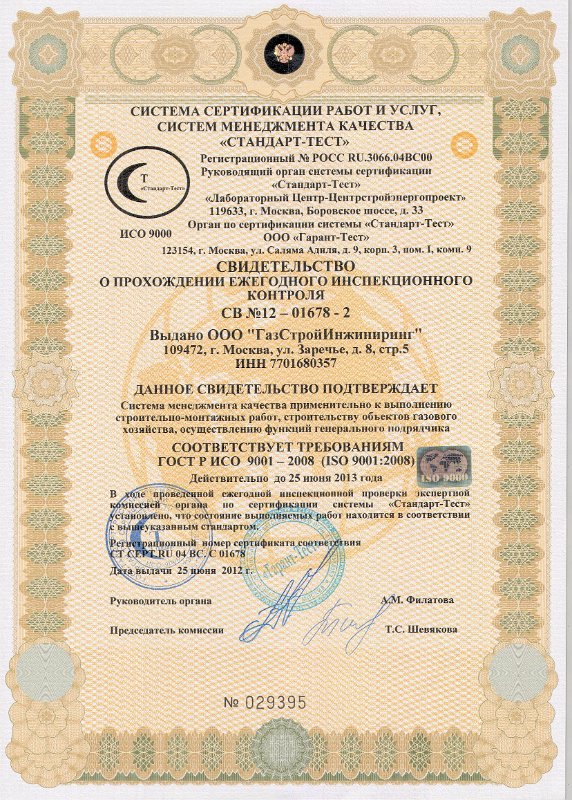 СИСТЕМА СЕРТИФИКАЦИИ РАБОТ И УСЛУГ,
СИСТЕМ МЕНЕДЖМЕНТА КАЧЕСТВА
«СТАНДАРТ-ТЕСТ»
Регистрационный № РОСС RU.3066.04ВС00
Руководящий орган системы сертификации
«Стандарт-Тест»
Т
«Стандарт-Тест»
«Лабораторный Центр-Центрстройэнергопроект»
119633, г. Москва, Боровское шоссе, д. 33
Орган по сертификации системы «Стандарт-Тест»
ИСО 9000
ООО «Гарант-Тест»
123154, г. Москва, ул. Саляма Адиля, д. 9, корп. 3, пом. I, комн. 9
СВИДЕТЕЛЬСТВО
О ПРОХОЖДЕНИИ ЕЖЕГОДНОГО ИНСПЕКЦИОННОГО
КОНТРОЛЯ
СВ №12 – 01678 - 2
Выдано ООО "ГазСтройИнжиниринг"
109472, г. Москва, ул. Заречье, д. 8, стр.5
ИНН 7701680357
ДАННОЕ СВИДЕТЕЛЬСТВО ПОДТВЕРЖДАЕТ
Система менеджмента качества применительно к выполнению
строительно-монтажных работ, строительству объектов газового
хозяйства, осуществлению функций генерального подрядчика
СООТВЕТСТВУЕТ ТРЕБОВАНИЯМ
ГОСТ Р ИСО 9001 – 2008 (ISO 9001:2008)
ISO 9000
Действительно до 25 июня 2013 года
В ходе проведенной ежегодной инспекционной проверки экспертной
комиссией органа по сертификации системы «Стандарт-Тест»
установлено, что состояние выполняемых работ находится в соответствии
с вышеуказанным стандартом.
Регистрационный номер сертификата соответствия
СТ СЕРТ.RU 04 ВС. С 01678
«Гарант-Тест»
Дата выдачи 25 июня 2012 г.
Руководитель органа А.М. Филатова
Председатель комиссии Т.С. Шевякова
№ 029395